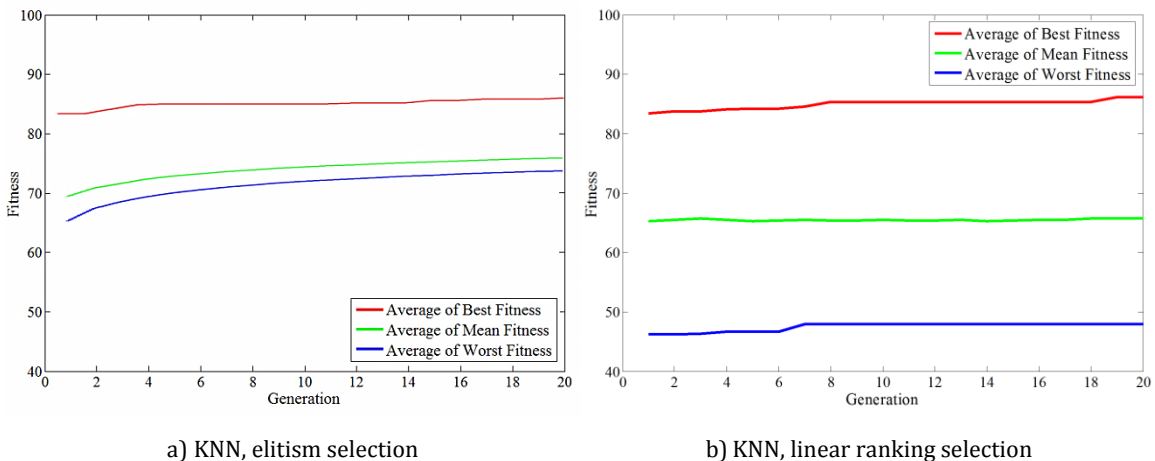 100
90
80
70
60
50
40
Fitness
0 2 4 6 8 10 12 14 16 18 20
Generation
Average of Best Fitness
Average of Mean Fitness
Average of Worst Fitness
a) KNN, elitism selection
100
90
80
70
60
50
40
Fitness
0 2 4 6 8 10 12 14 16 18 20
Generation
Average of Best Fitness
Average of Mean Fitness
Average of Worst Fitness
b) KNN, linear ranking selection